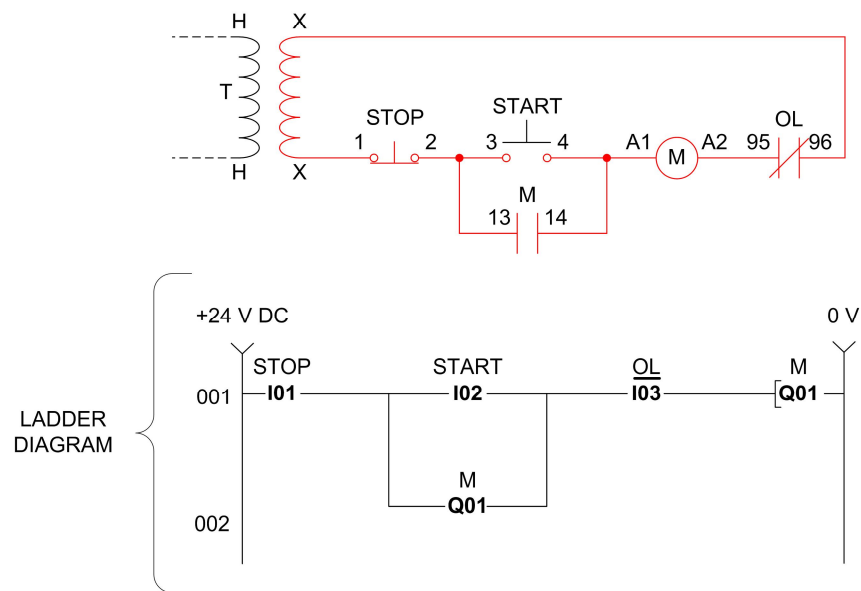 H X
T
H X
STOP
1 2
START
3 4
M
13 14
A1 M A2
OL
95 96
+24 V DC 0 V
LADDER
DIAGRAM
001
STOP
I01
START
I02
OL
I03
M
Q01
M
Q01
002